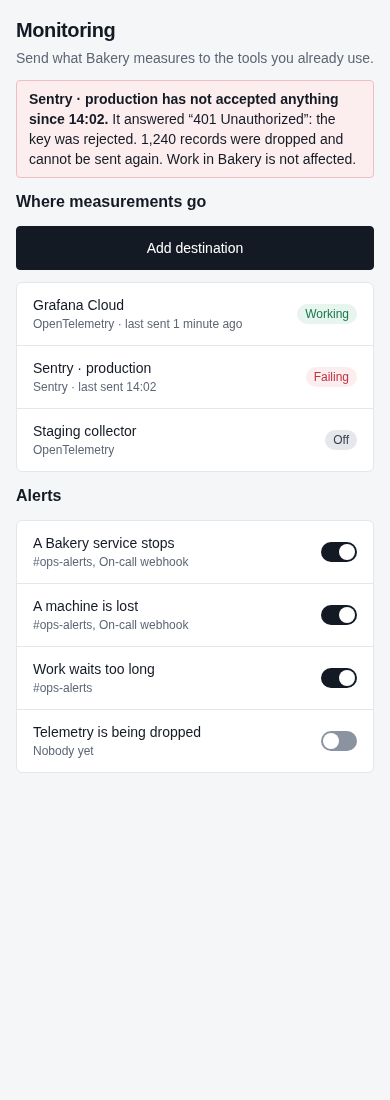 Monitoring
Send what Bakery measures to the tools you already use.
Sentry · production has not accepted anything
since 14:02. It answered “401 Unauthorized”: the
key was rejected. 1,240 records were dropped and
cannot be sent again. Work in Bakery is not affected.
Where measurements go
Add destination
Grafana Cloud
OpenTelemetry · last sent 1 minute ago
Working
Sentry · production
Sentry · last sent 14:02
Failing
Staging collector
OpenTelemetry
Off
Alerts
A Bakery service stops
#ops-alerts, On-call webhook
A machine is lost
#ops-alerts, On-call webhook
Work waits too long
#ops-alerts
Telemetry is being dropped
Nobody yet